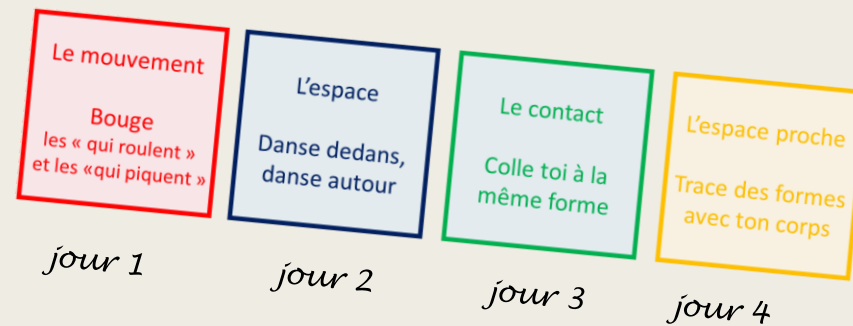 Le mouvement
Bouge
les « qui roulent »
et les «qui piquent »
jour 1
L’espace
Danse dedans,
danse autour
jour 2
Le contact
Colle toi à la
même forme
jour 3
L’espace proche
Trace des formes
avec ton corps
jour 4